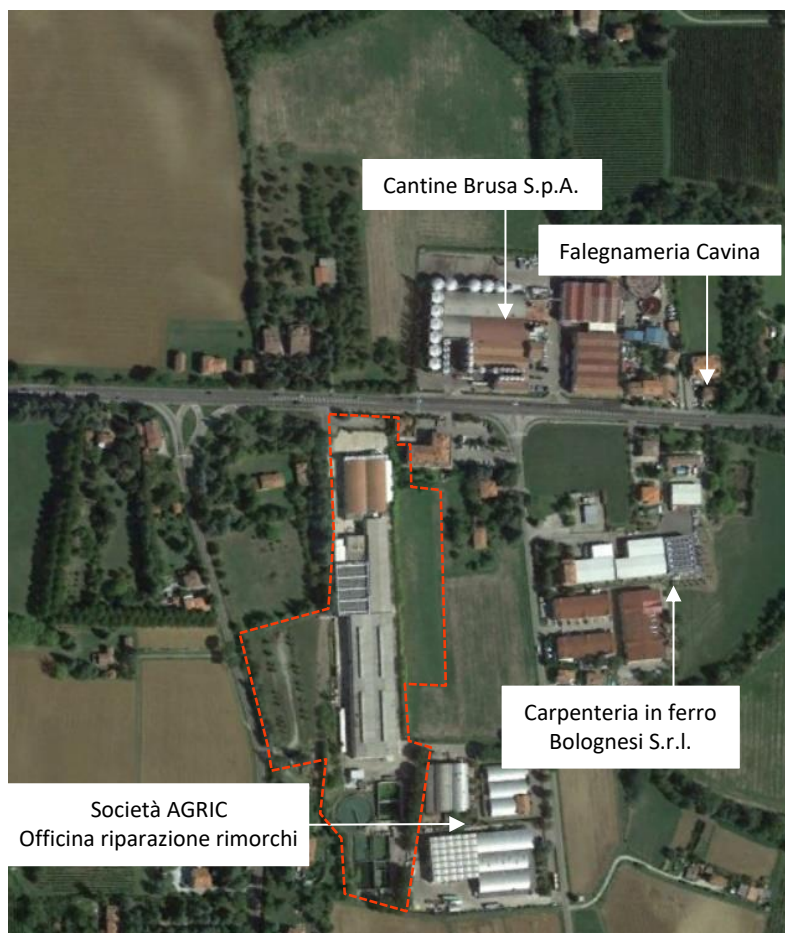 Cantine Brusa S.p.A.
Falegnameria Cavina
Carpenteria in ferro
Bolognesi S.r.l.
Società AGRIC
Officina riparazione rimorchi